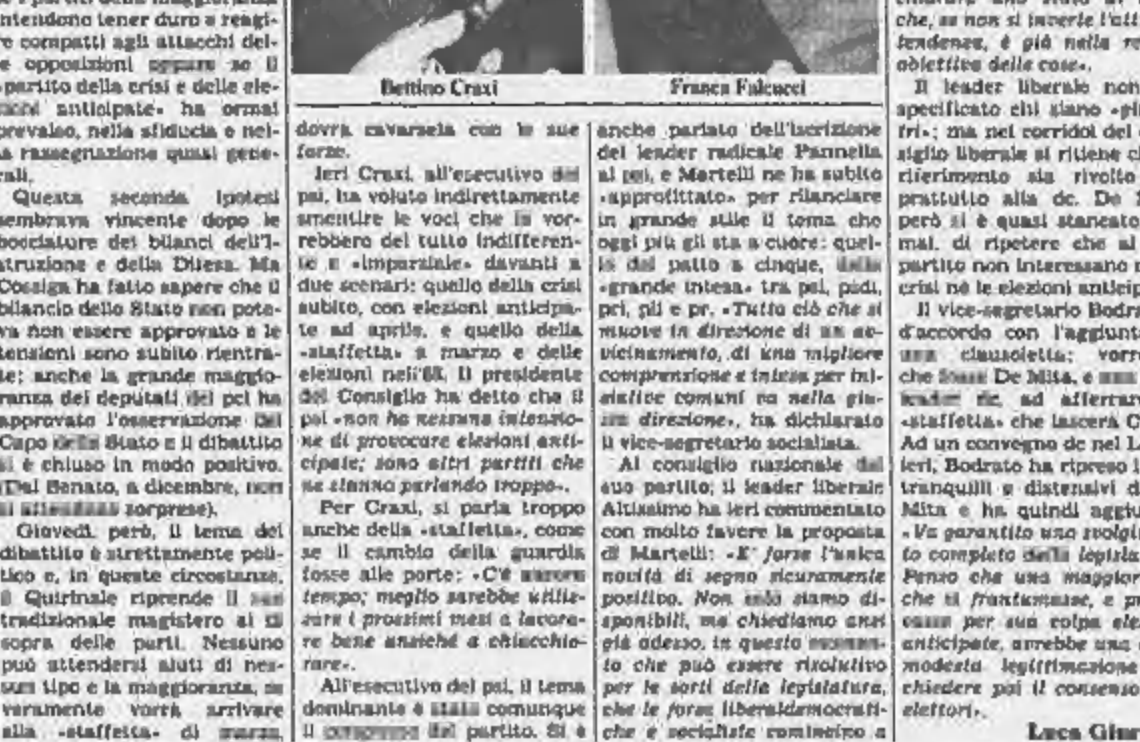 intendono tener duro e reagi-
re compatti agli attacchi del-
e opposizioni oppure se il
«partito della crisi e delle ele-
zioni anticipate» ha ormai
prevalso, nella sfiducia e nel-
a rassegnazione quasi gene-
rali.
Questa seconda ipotesi
sembrava vincente dopo le
bocciature dei bilanci dell'I-
struzione e della Difesa. Ma
Cossiga ha fatto sapere che il
bilancio dello Stato non pote-
va non essere approvato e le
tensioni sono subito rientra-
te; anche la grande maggio-
ranza dei deputati del pci ha
approvato l'osservazione del
Capo dello Stato e il dibattito
si è chiuso in modo positivo.
(Dal Senato, a dicembre, non
si attendono sorprese).
Giovedì, però, il tema del
dibattito è strettamente poli-
tico e, in queste circostanze,
il Quirinale riprende il suo
tradizionale magistero al di
sopra delle parti. Nessuno
può attendersi aiuti di nes-
sun tipo e la maggioranza, se
veramente vorrà arrivare
alla «staffetta» di marzo,
Bettino Craxi
Franca Falcucci
dovrà cavarsela con le sue
forze.
Ieri Craxi, all'esecutivo del
psi, ha voluto indirettamente
smentire le voci che lo vor-
rebbero del tutto indifferen-
te e «imparziale» davanti a
due scenari: quello della crisi
subito, con elezioni anticipa-
te ad aprile, e quello della
«staffetta» a marzo e delle
elezioni nell'88. Il presidente
del Consiglio ha detto che il
psi «non ha nessuna intenzio-
ne di provocare elezioni anti-
cipate; sono altri partiti che
ne stanno parlando troppo».
Per Craxi, si parla troppo
anche della «staffetta», come
se il cambio della guardia
fosse alle porte: «C'è ancora
tempo; meglio sarebbe utiliz-
zare i prossimi mesi a lavora-
re bene anziché a chiacchie-
rare».
All'esecutivo del psi, il tema
dominante è stato comunque
il congresso del partito. Si è
anche parlato dell'iscrizione
del leader radicale Pannella
al psi, e Martelli ne ha subito
«approfittato» per rilanciare
in grande stile il tema che
oggi più gli sta a cuore: quel-
lo del patto a cinque, della
«grande intesa» tra psi, psdi,
pri, pli e pr. «Tutto ciò che si
muove in direzione di un av-
vicinamento, di una migliore
comprensione e intesa per ini-
ziative comuni va nella giu-
sta direzione», ha dichiarato
il vice-segretario socialista.
Al consiglio nazionale del
suo partito, il leader liberale
Altissimo ha ieri commentato
con molto favore la proposta
di Martelli: «E' forse l'unica
novità di segno sicuramente
positivo. Non solo siamo di-
sponibili, ma chiediamo anzi
già adesso, in questo momen-
to che può essere risolutivo
per le sorti della legislatura,
che le forze liberaldemocrati-
che e socialiste comincino a
che, se non si inverte l'att
tendenza, è già nella re
obiettiva delle cose».
Il leader liberale non
specificato chi siano «gli
tri»; ma nei corridoi del
siglio liberale si ritiene c
riferimento sia rivolto
prattutto alla dc. De
però si è quasi stancato
mai, di ripetere che al
partito non interessano
crisi né le elezioni anticip
Il vice-segretario Bodra
d'accordo con l'aggiunt
una clausoletta: vorr
che fosse De Mita, e
leader dc, ad afferrar
«staffetta» che lascerà C
Ad un convegno dc nel L
ieri, Bodrato ha ripreso i
tranquilli e distensivi d
Mita e ha quindi aggiu
«Va garantito uno svolgi
to completo della legisla
Penso che una maggior
che si frantumasse, e p
casse per sua colpa ele
anticipate, avrebbe una
modesta legittimazione
chiedere poi il consenso
elettori».
Luca Giu